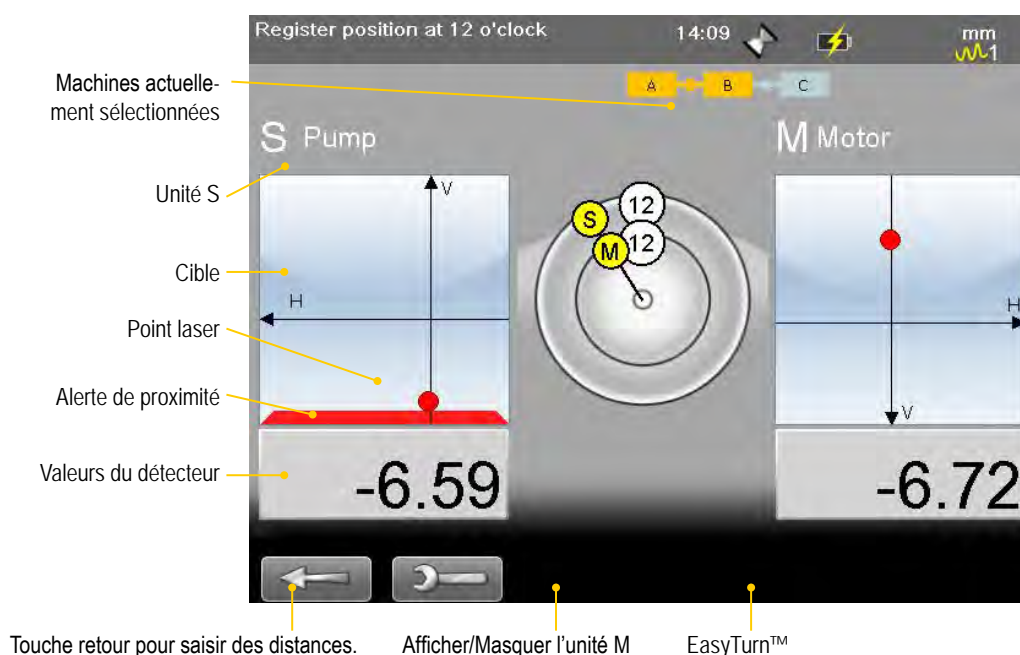 Register position at 12 o'clock
14:09
mm
1
Machines actuelle-
ment sélectionnées
A
B
C
S Pump
M Motor
Unité S
V
S
12
M
12
Cible
H
H
Point laser
Alerte de proximité
V
Valeurs du détecteur
-6.59
-6.72
Touche retour pour saisir des distances.
Afficher/Masquer l'unité M
EasyTurn™